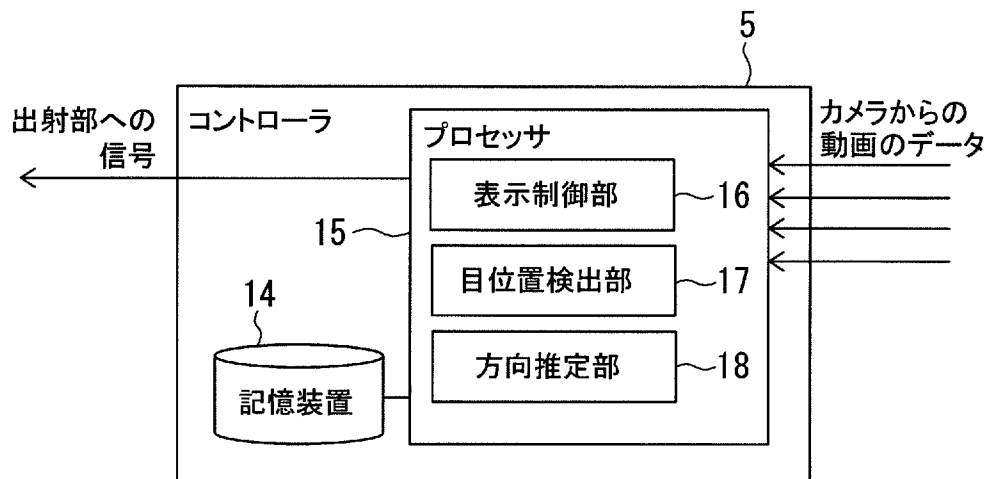 5
出射部への
信号
コントローラ
プロセッサ
カメラからの
動画のデータ
表示制御部
16
15
目位置検出部
17
14
方向推定部
18
記憶装置